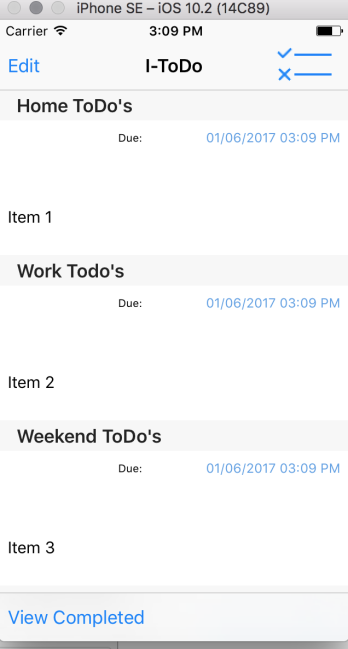 iPhone SE – iOS 10.2 (14C89)
Carrier 3:09 PM
Edit I-ToDo
Home ToDo's
Due: 01/06/2017 03:09 PM
Item 1
Work Todo's
Due: 01/06/2017 03:09 PM
Item 2
Weekend ToDo's
Due: 01/06/2017 03:09 PM
Item 3
View Completed